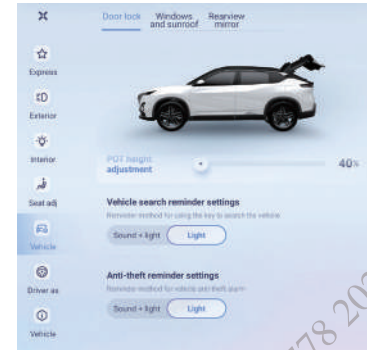 Door lock
Windows and sunroof
Rearview mirror
Express
Exterior
Interior
Seat adj
Vehicle
Driver as
Vehicle
POT height adjustment
40%
Vehicle search reminder settings
Reminder method for using the key to search the vehicle
Sound + light
Light
Anti-theft reminder settings
Reminder method for vehicle anti-theft alarm
Sound + light
Light